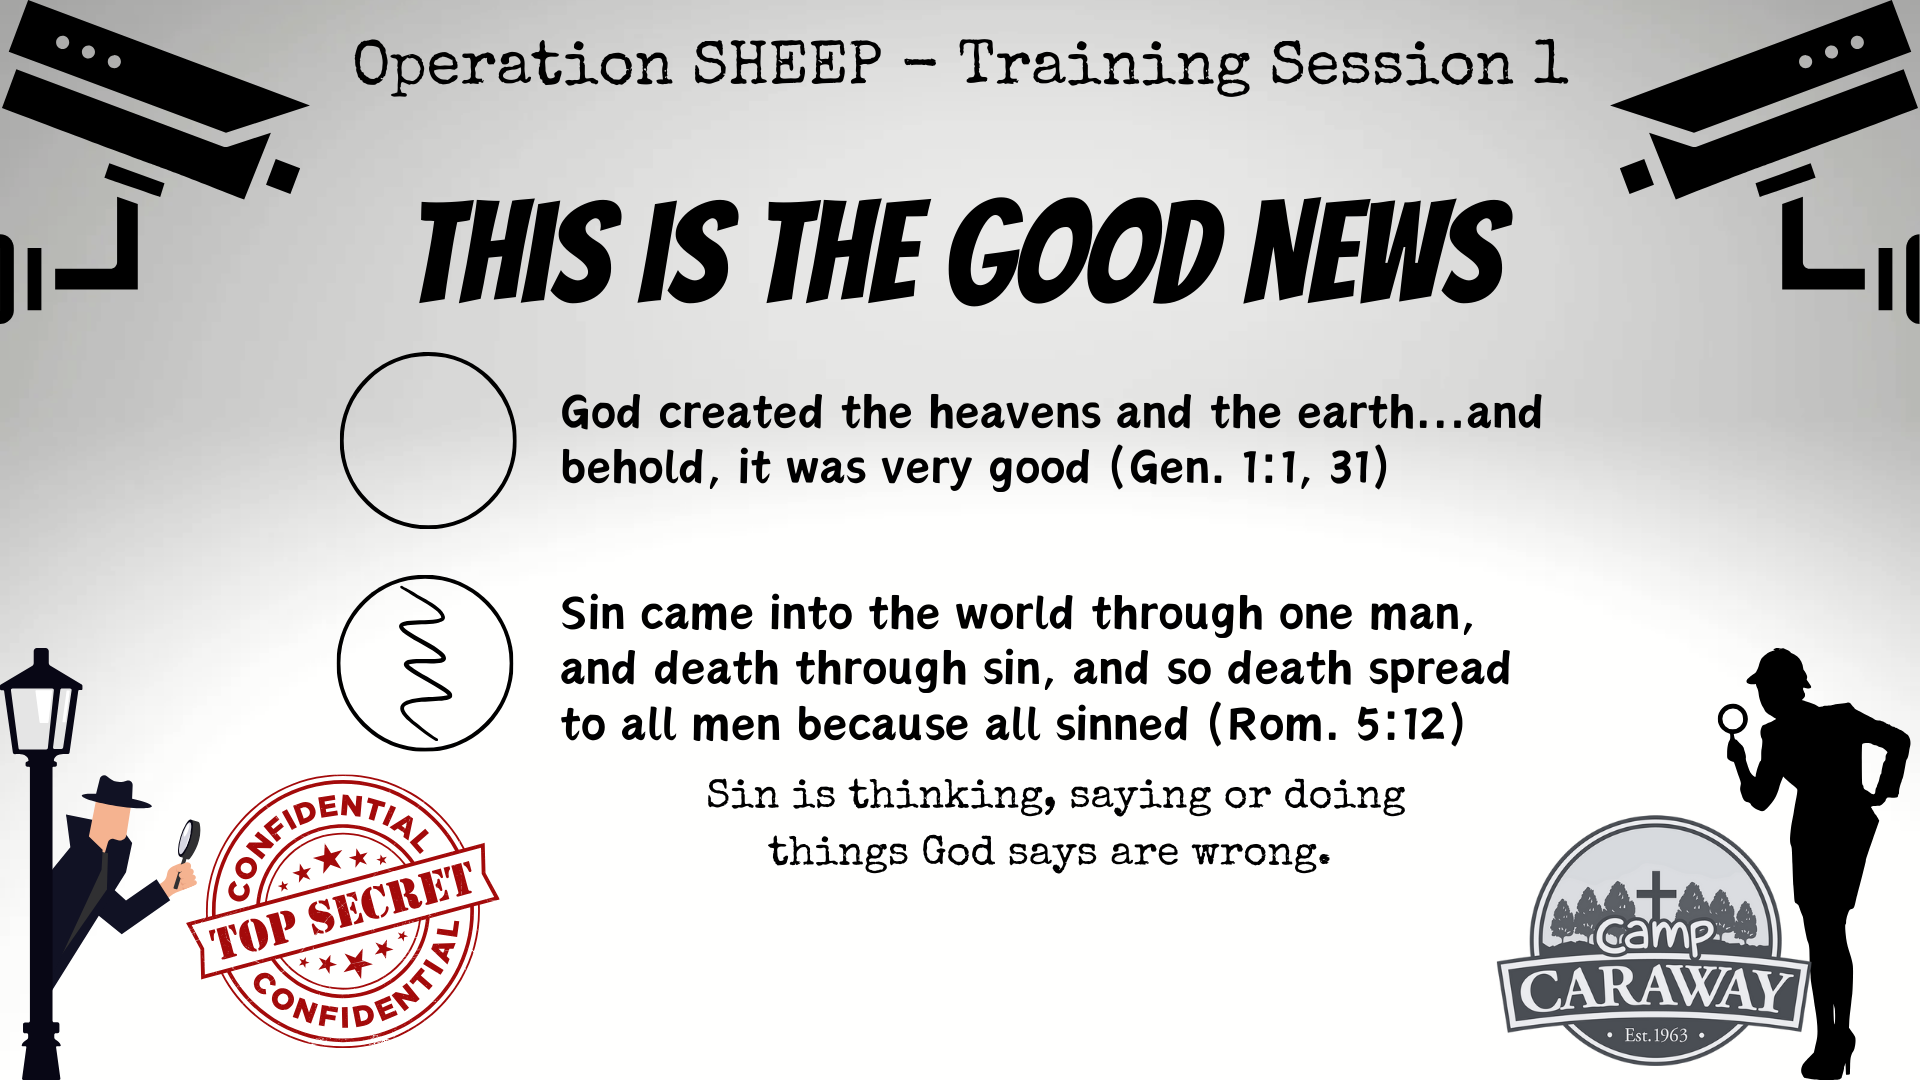 Operation SHEEP - Training Session 1
THIS IS THE GOOD NEWS
God created the heavens and the earth...and
behold, it was very good (Gen. 1:1, 31)
Sin came into the world through one man,
and death through sin, and so death spread
to all men because all sinned (Rom. 5:12)
Sin is thinking, saying or doing
things God says are wrong.
CONFIDENTIAL
TOP SECRET
CONFIDENTIAL
Camp
CARAWAY
• Est.1963 •